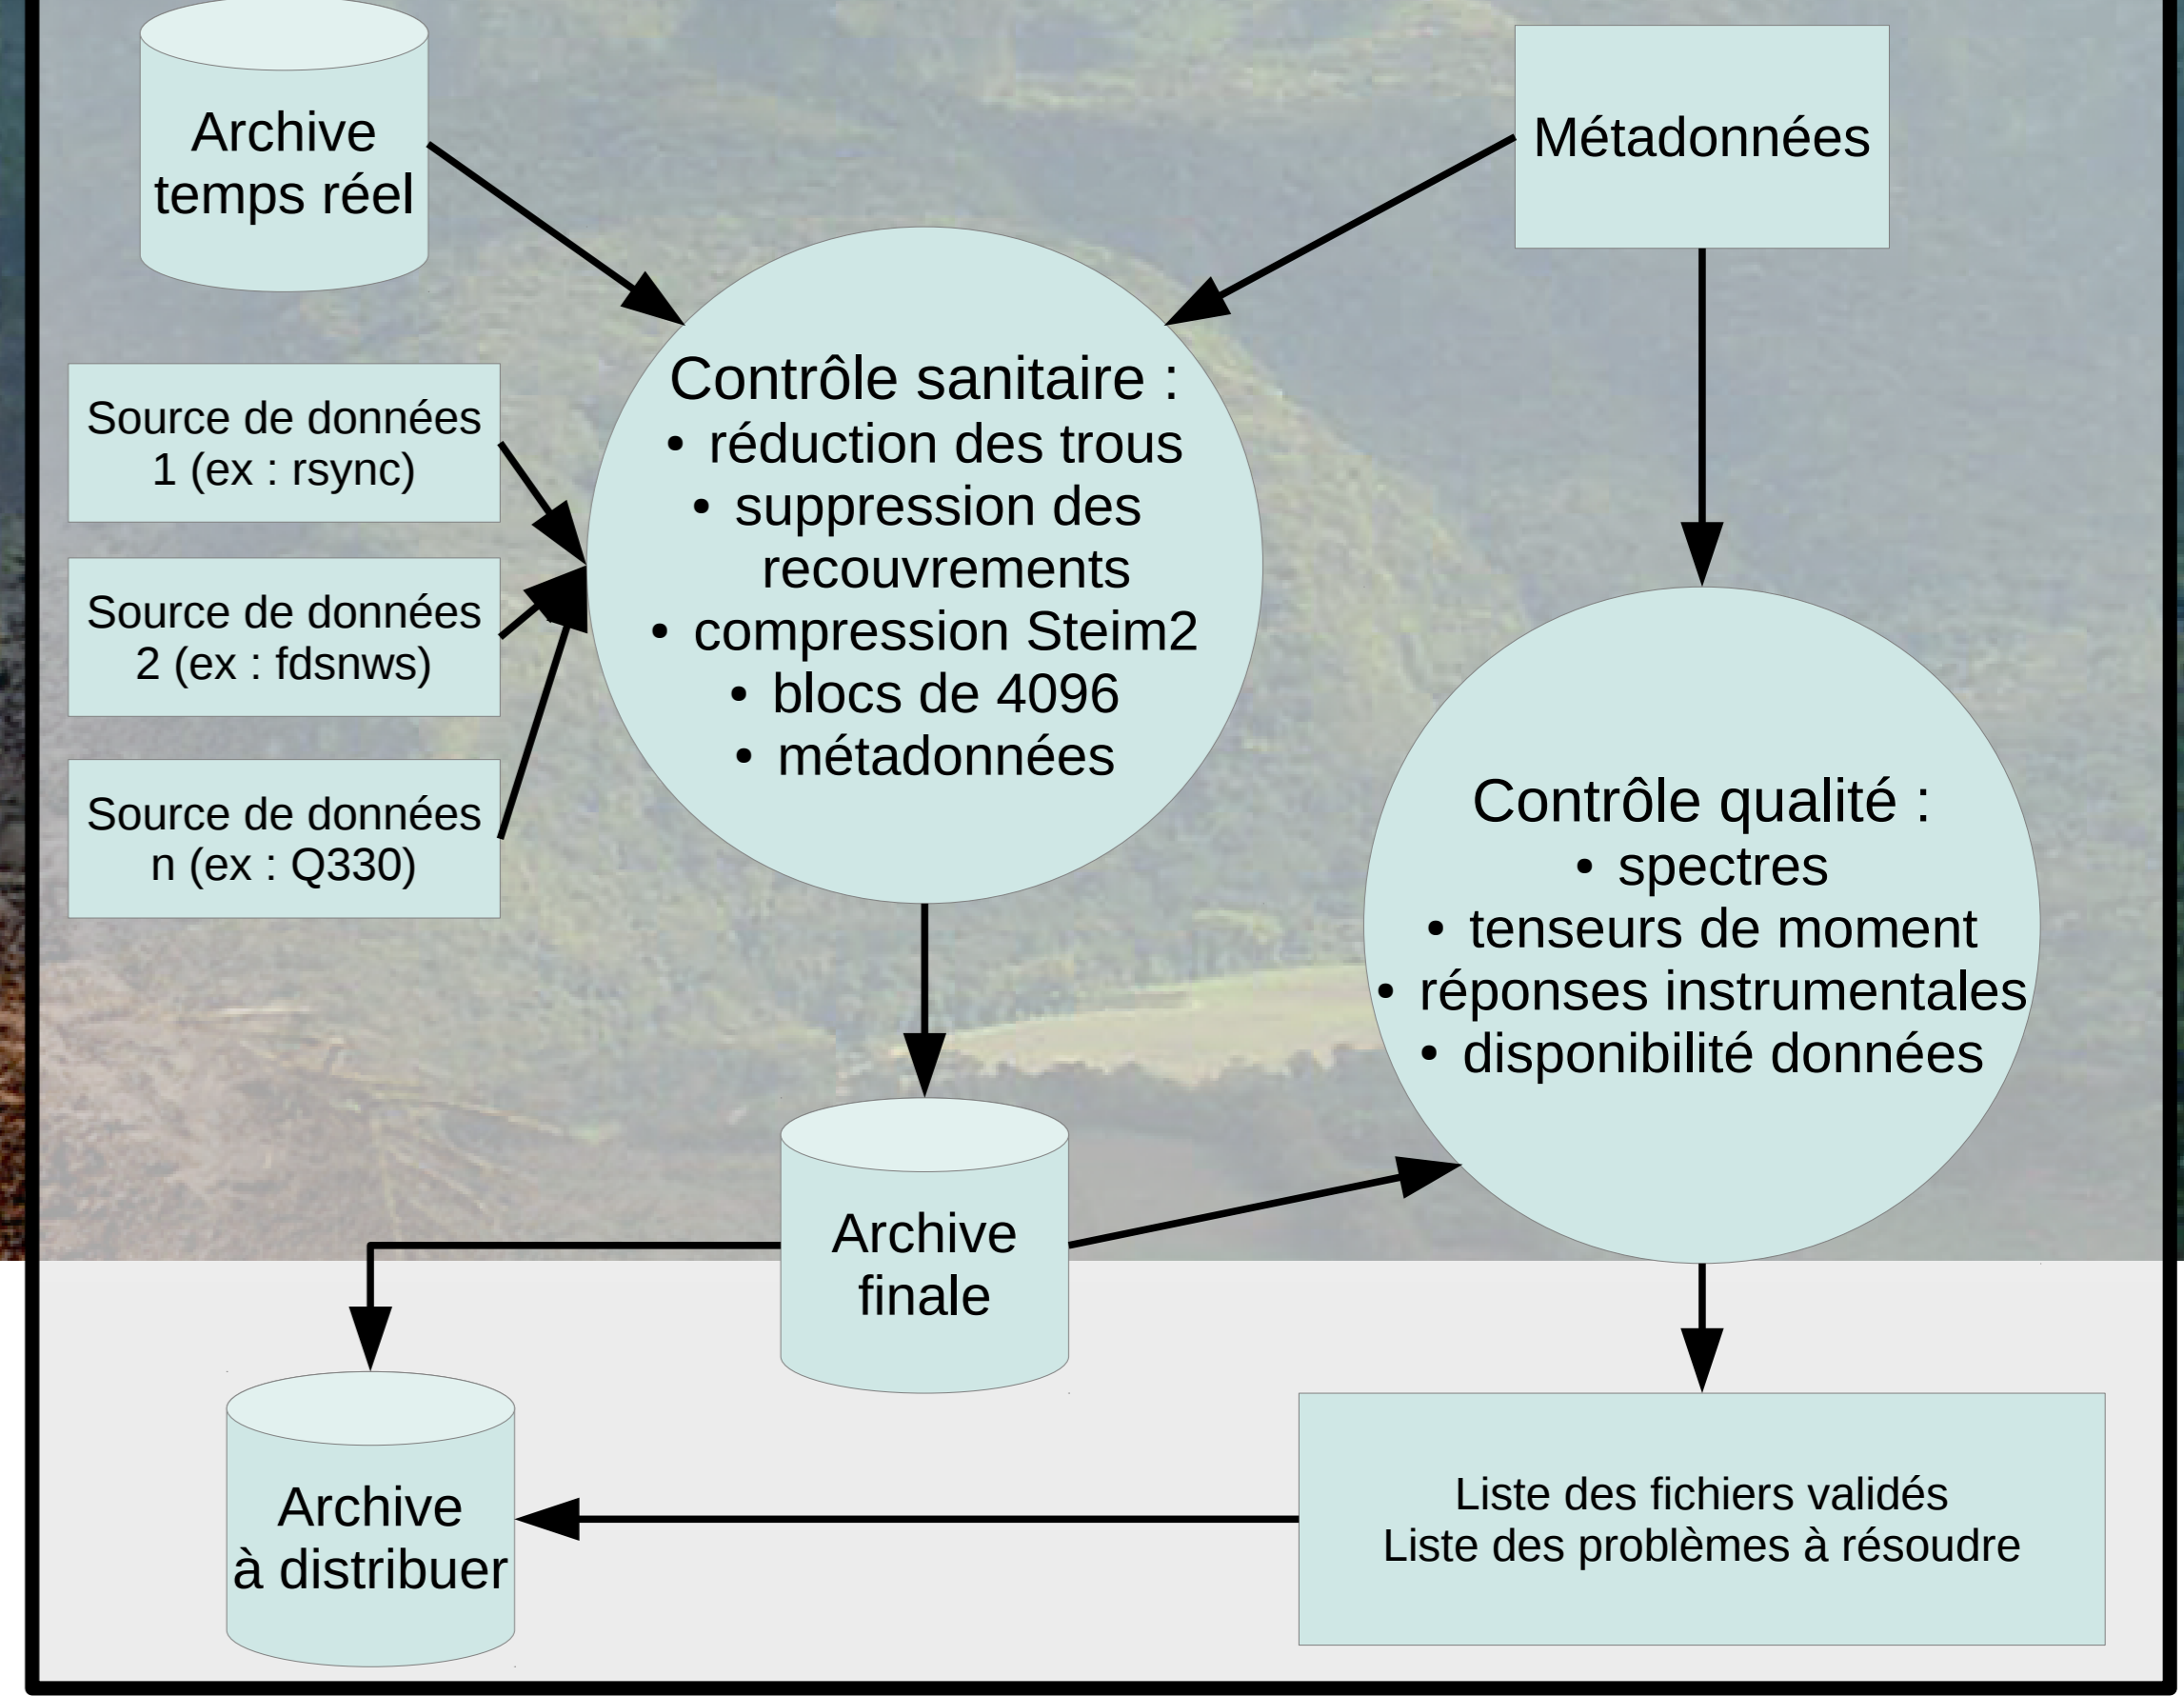 Archive
temps réel
Métadonnées
Source de données
1 (ex : rsync)
Source de données
2 (ex : fdsnws)
Source de données
n (ex : Q330)
Contrôle sanitaire :
• réduction des trous
• suppression des
recouvrements
• compression Steim2
• blocs de 4096
• métadonnées
Contrôle qualité :
• spectres
• tenseurs de moment
• réponses instrumentales
• disponibilité données
Archive
finale
Archive
à distribuer
Liste des fichiers validés
Liste des problèmes à résoudre